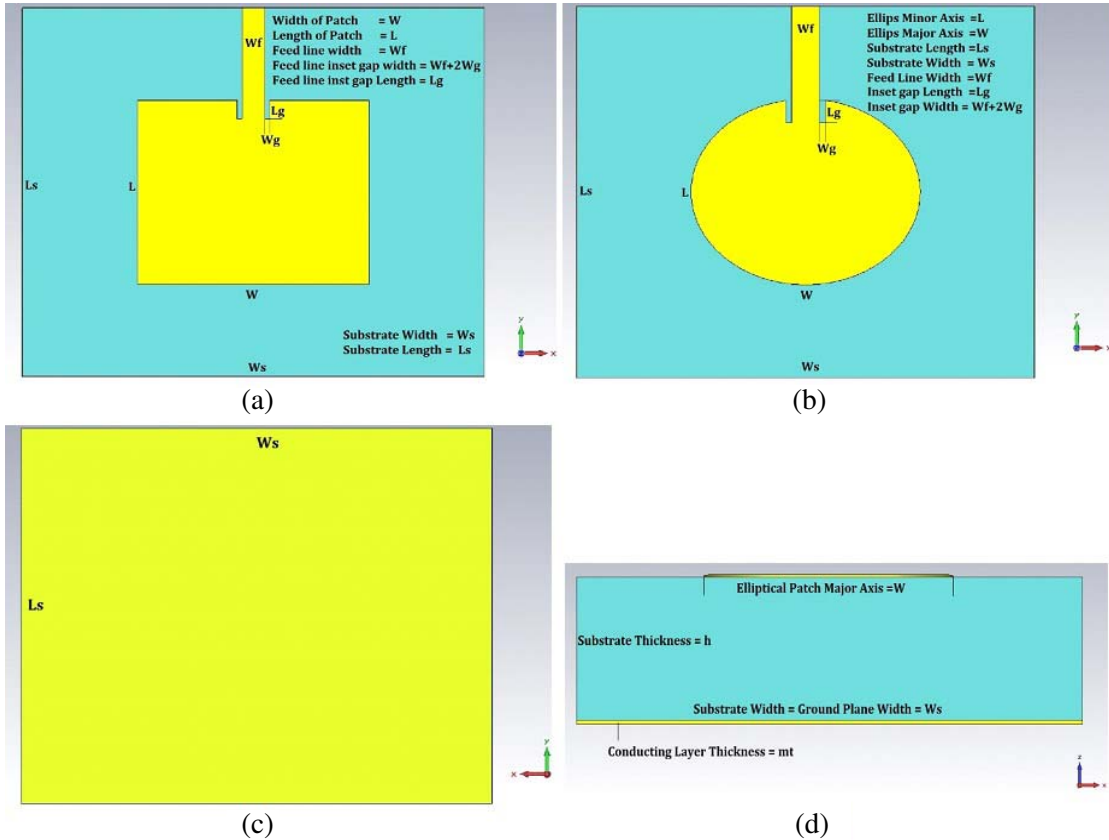 Width of Patch = W
Length of Patch = L
Feed line width = Wf
Feed line inset gap width = Wf+2Wg
Feed line inst gap Length = Lg
Wf
Lg
Wg
Ls
L
W
Substrate Width = Ws
Substrate Length = Ls
Ws
y
x
(a)
Ellips Minor Axis =L
Ellips Major Axis =W
Substrate Length =Ls
Substrate Width =Ws
Feed Line Width =Wf
Inset gap Length =Lg
Inset gap Width = Wf+2Wg
Wf
Lg
Wg
Ls
L
W
Ws
y
x
(b)
Ws
Ls
y
x
(c)
Elliptical Patch Major Axis =W
Substrate Thickness = h
Substrate Width = Ground Plane Width = Ws
Conducting Layer Thickness = mt
z
x
(d)